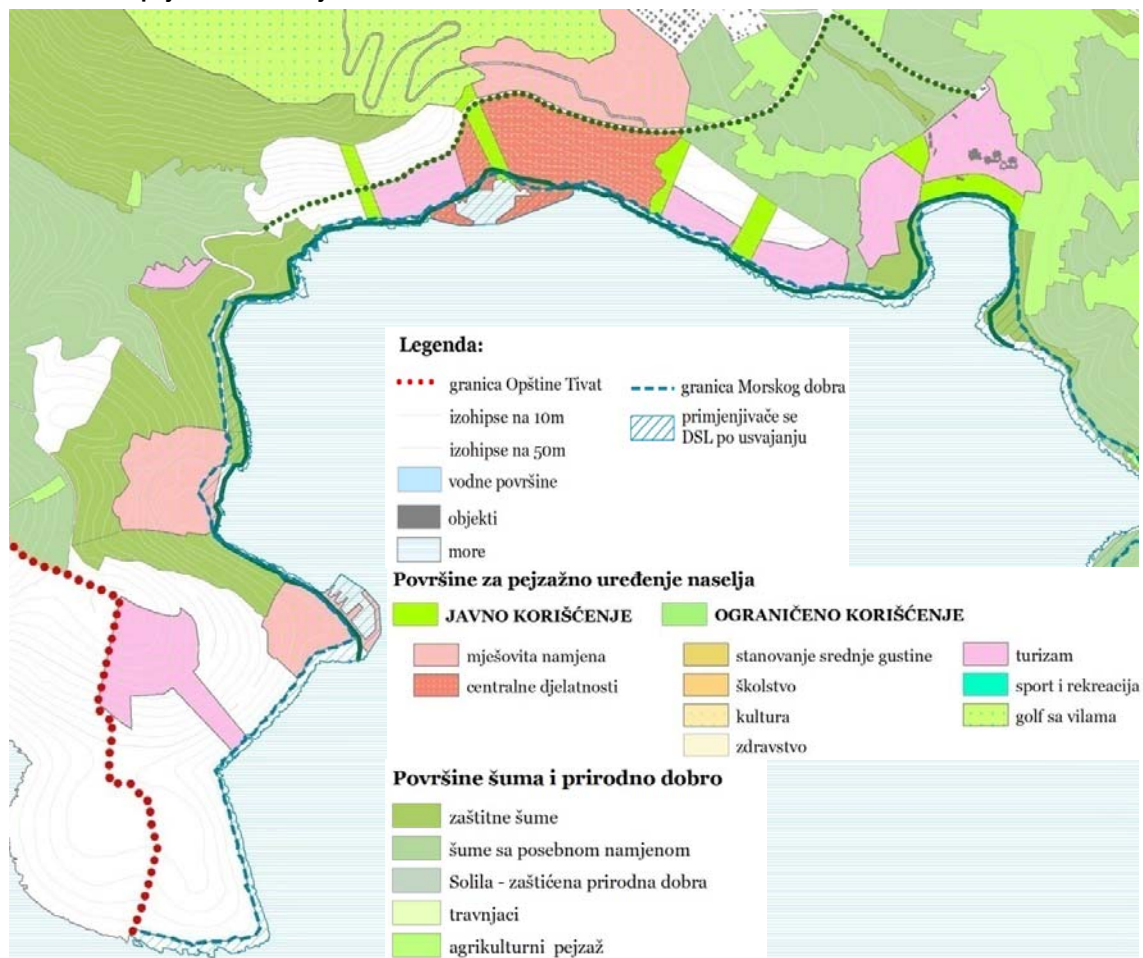 Legenda:
granica Opštine Tivat
izohipse na 10m
izohipse na 50m
vodne površine
objekti
more
granica Morskog dobra
primjenjivače se
DSL po usvajanju
Površine za pejzažno uređenje naselja
JAVNO KORIŠĆENJE
OGRANIČENO KORIŠĆENJE
mješovita namjena
centralne djelatnosti
stanovanje srednje gustine
školstvo
kultura
zdravstvo
turizam
sport i rekreacija
golf sa vilama
Površine šuma i prirodno dobro
zaštitne šume
šume sa posebnom namjenom
Solila - zaštićena prirodna dobra
travnjaci
agrikulturni pejzaž